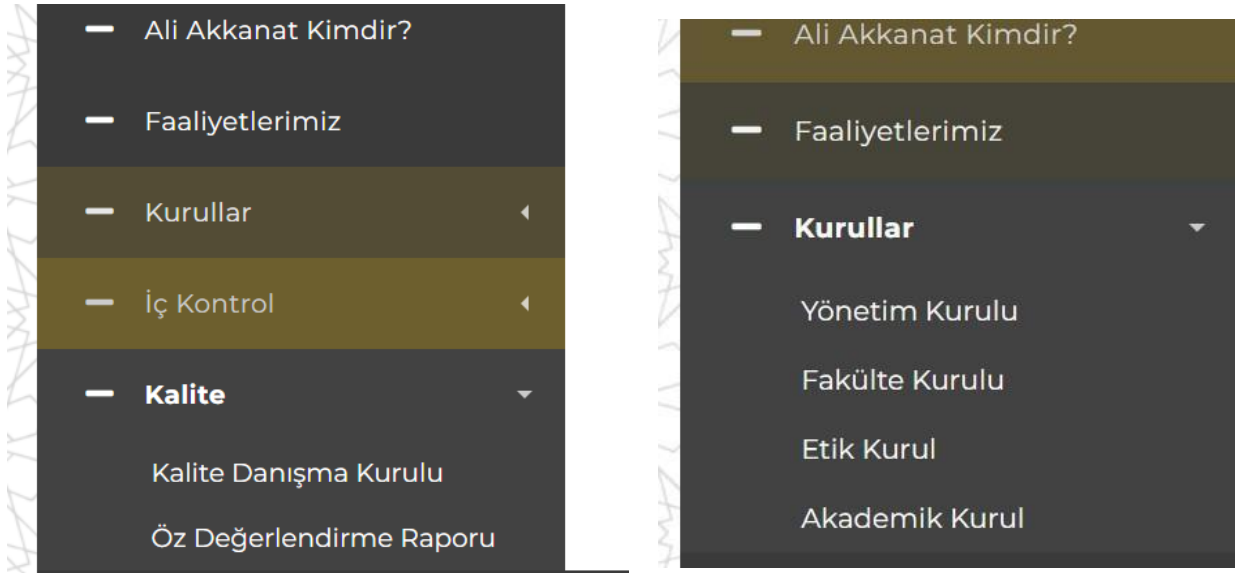 Ali Akkanat Kimdir?
Faaliyetlerimiz
Kurullar
İç Kontrol
Kalite
Kalite Danışma Kurulu
Öz Değerlendirme Raporu
Ali Akkanat Kimdir?
Faaliyetlerimiz
Kurullar
Yönetim Kurulu
Fakülte Kurulu
Etik Kurul
Akademik Kurul